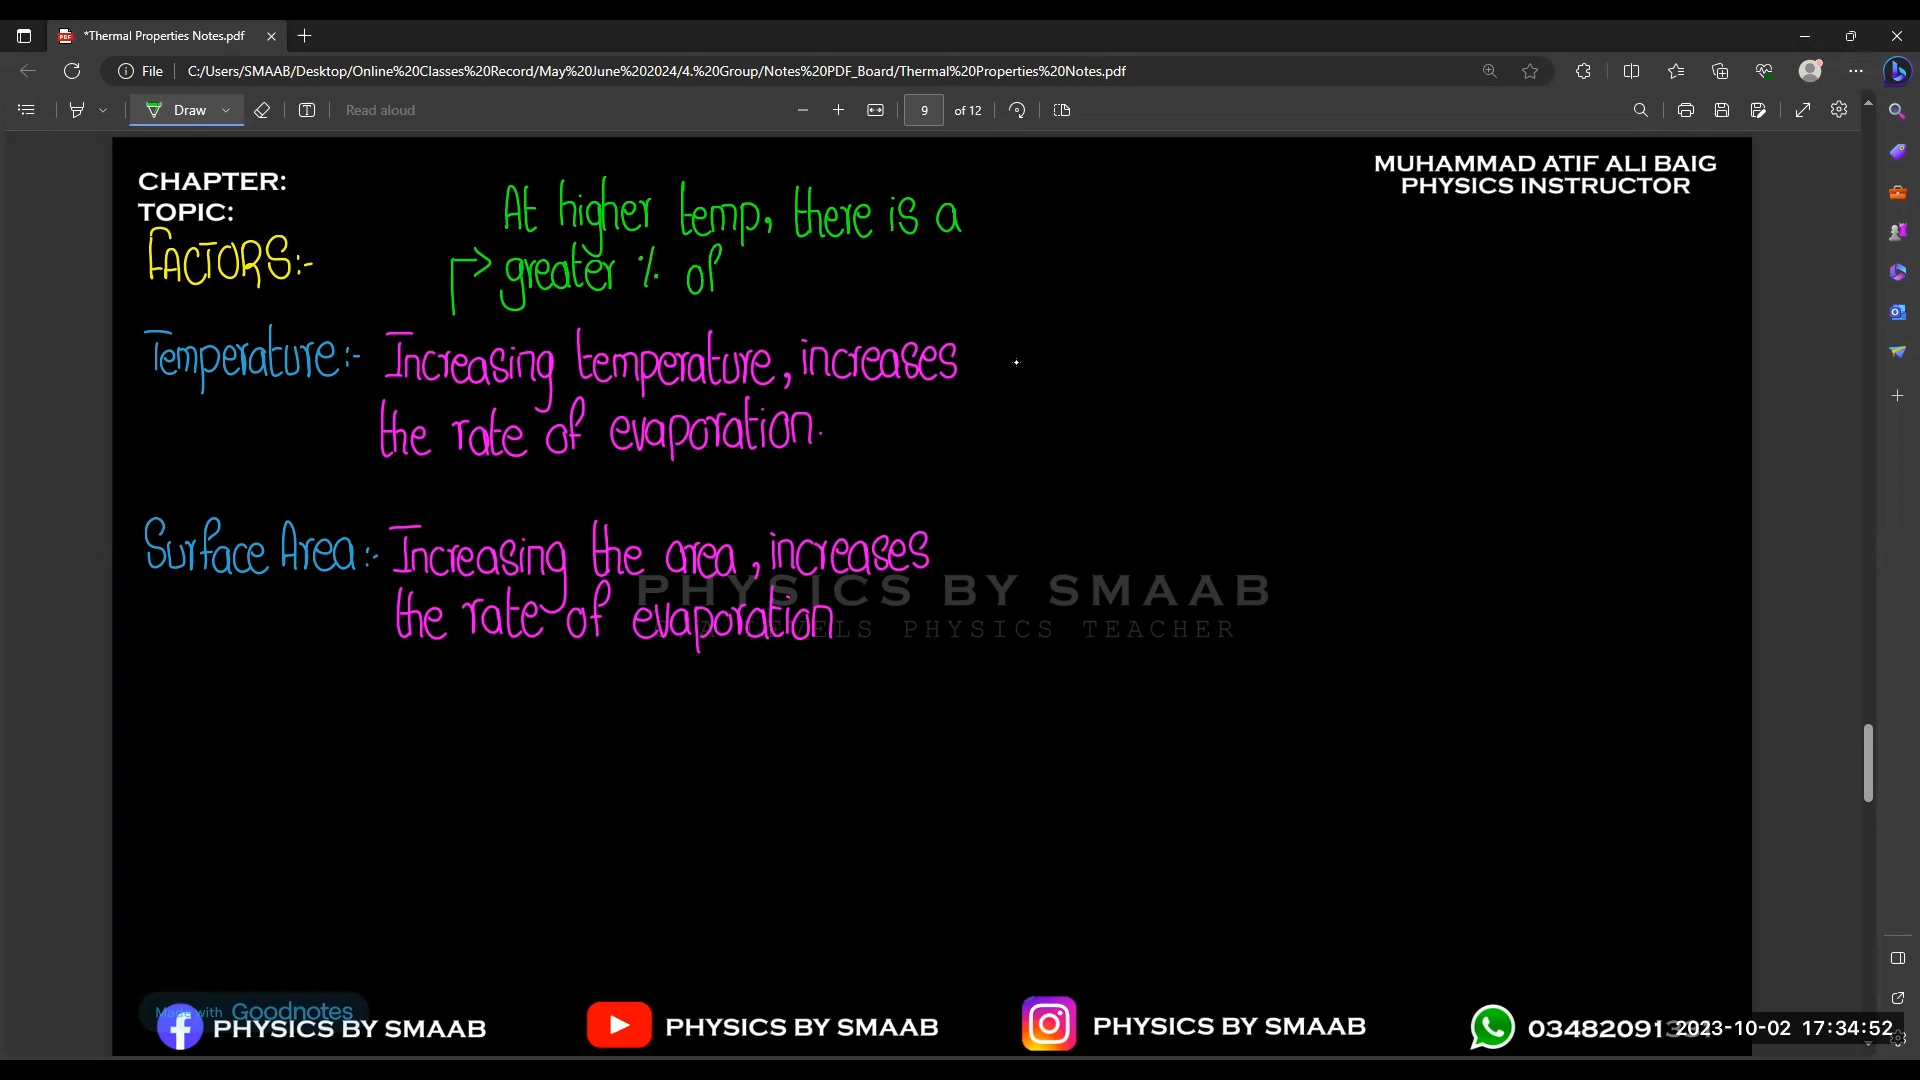 *Thermal Properties Notes.pdf
File
C:/Users/SMAAB/Desktop/Online%20Classes%20Record/May%20June%202024/4.%20Group/Notes%20PDF_Board/Thermal%20Properties%20Notes.pdf
Draw
Read aloud
9 of 12
MUHAMMAD ATIF ALI BAIG
PHYSICS INSTRUCTOR
CHAPTER:
TOPIC:
FACTORS:-
At higher temp, there is a
greater % of
Temperature:- Increasing temperature, increases
the rate of evaporation.
Surface Area:- Increasing the area, increases
the rate of evaporation
PHYSICS BY SMAAB
LEVELS PHYSICS TEACHER
Made with Goodnotes
PHYSICS BY SMAAB
PHYSICS BY SMAAB
PHYSICS BY SMAAB
034820913
2023-10-02 17:34:52